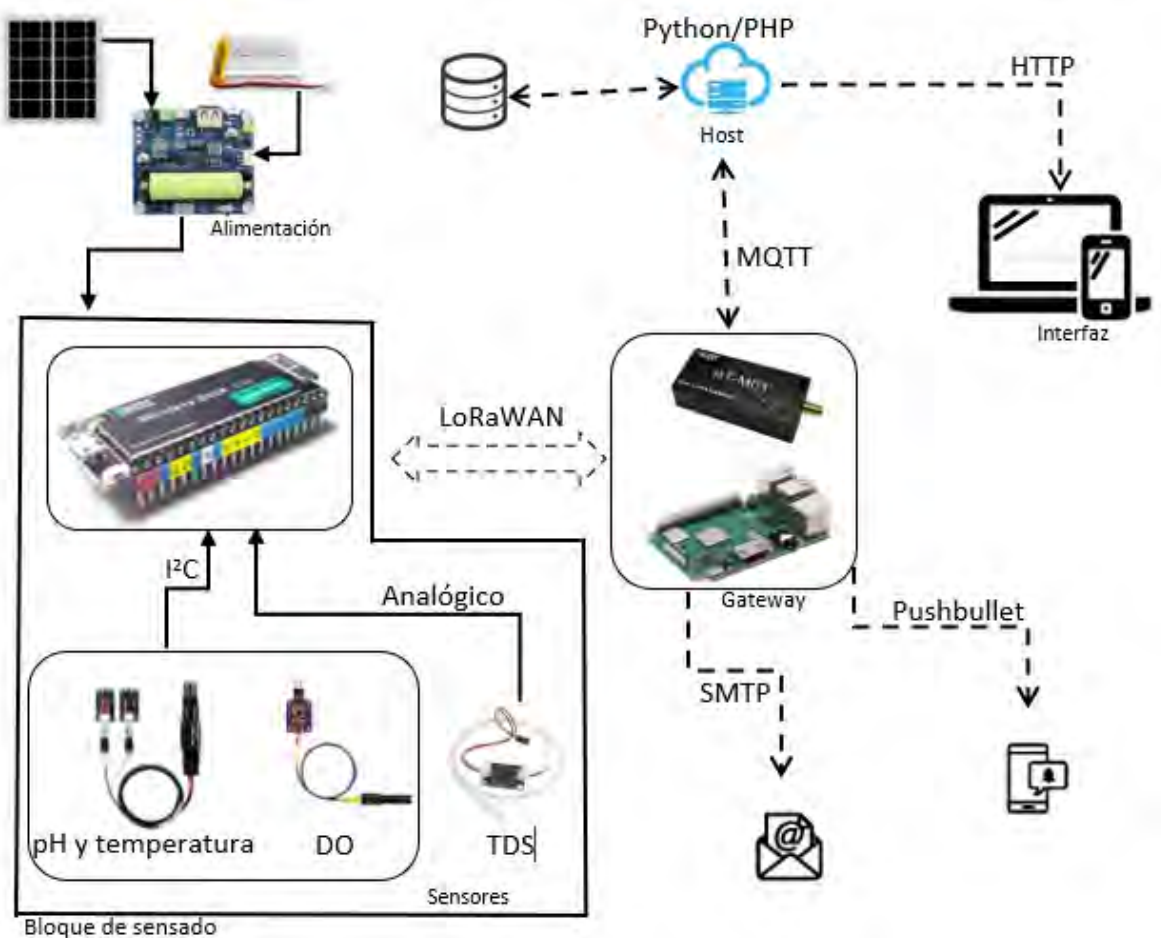 Python/PHP
HTTP
Host
Alimentación
MQTT
Interfaz
LoRaWAN
I²C
Analógico
Gateway
Pushbullet
SMTP
pH y temperatura
DO
TDS
Sensores
Bloque de sensado